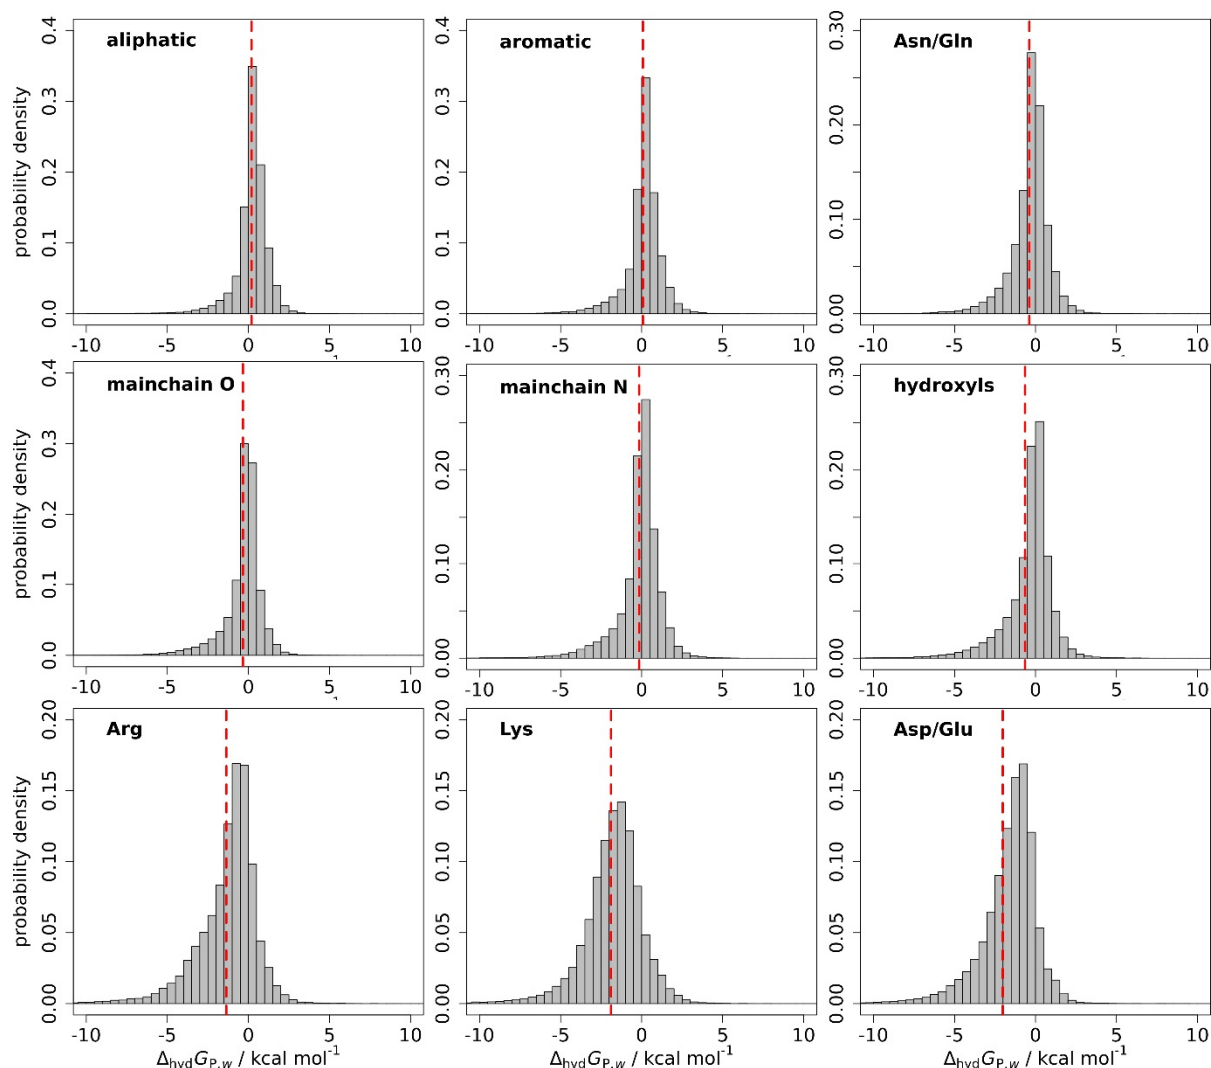 aliphatic
probability density
0.0 0.1 0.2 0.3 0.4
-10 -5 0 5 10
aromatic
0.0 0.1 0.2 0.3 0.4
-10 -5 0 5 10
Asn/Gln
0.00 0.10 0.20 0.30
-10 -5 0 5 10
mainchain O
probability density
0.0 0.1 0.2 0.3 0.4
-10 -5 0 5 10
mainchain N
0.00 0.10 0.20 0.30
-10 -5 0 5 10
hydroxyls
0.00 0.10 0.20 0.30
-10 -5 0 5 10
Arg
probability density
0.00 0.05 0.10 0.15 0.20
-10 -5 0 5 10
Δ_hyd G_P,w / kcal mol⁻¹
Lys
0.00 0.05 0.10 0.15 0.20
-10 -5 0 5 10
Δ_hyd G_P,w / kcal mol⁻¹
Asp/Glu
0.00 0.05 0.10 0.15 0.20
-10 -5 0 5 10
Δ_hyd G_P,w / kcal mol⁻¹